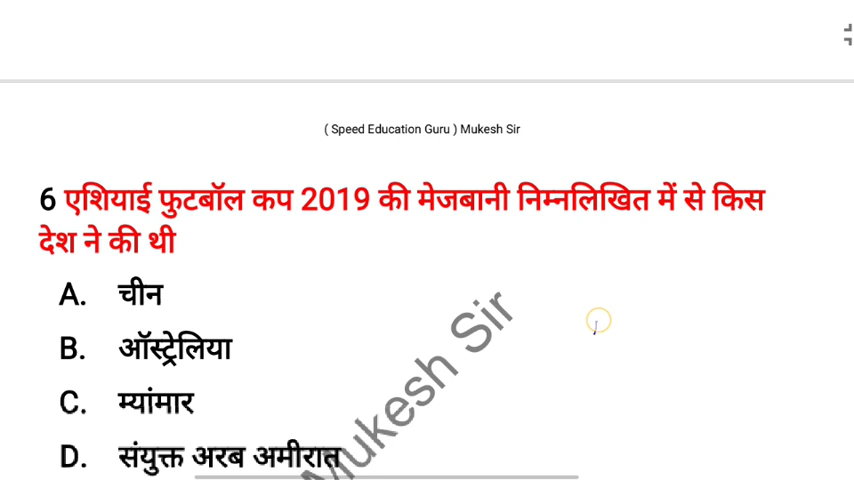 ( Speed Education Guru ) Mukesh Sir
6 एशियाई फुटबॉल कप 2019 की मेजबानी निम्नलिखित में से किस
देश ने की थी
A. चीन
B. ऑस्ट्रेलिया
C. म्यांमार
D. संयुक्त अरब अमीरात
Mukesh Sir